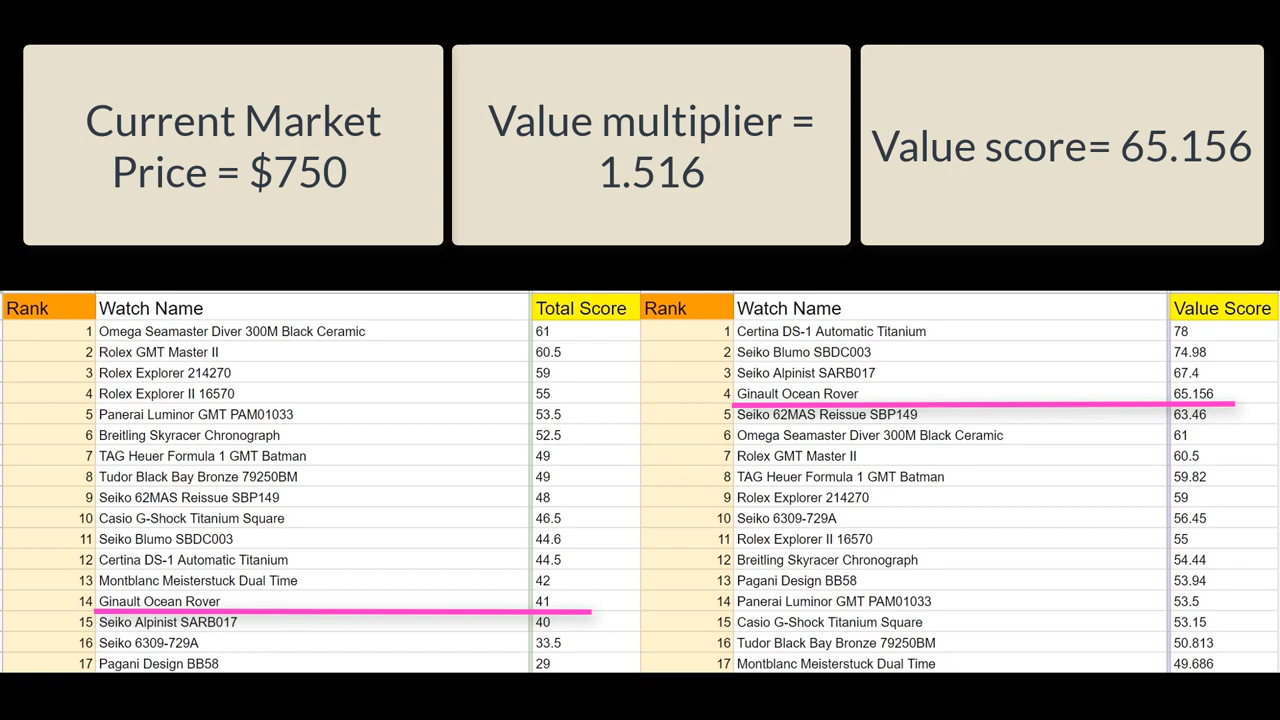 Current Market
Price = $750
Value multiplier =
1.516
Value score= 65.156
Rank Watch Name Total Score
1 Omega Seamaster Diver 300M Black Ceramic 61
2 Rolex GMT Master II 60.5
3 Rolex Explorer 214270 59
4 Rolex Explorer II 16570 55
5 Panerai Luminor GMT PAM01033 53.5
6 Breitling Skyracer Chronograph 52.5
7 TAG Heuer Formula 1 GMT Batman 49
8 Tudor Black Bay Bronze 79250BM 49
9 Seiko 62MAS Reissue SBP149 48
10 Casio G-Shock Titanium Square 46.5
11 Seiko Blumo SBDC003 44.6
12 Certina DS-1 Automatic Titanium 44.5
13 Montblanc Meisterstuck Dual Time 42
14 Ginault Ocean Rover 41
15 Seiko Alpinist SARB017 40
16 Seiko 6309-729A 33.5
17 Pagani Design BB58 29
Rank Watch Name Value Score
1 Certina DS-1 Automatic Titanium 78
2 Seiko Blumo SBDC003 74.98
3 Seiko Alpinist SARB017 67.4
4 Ginault Ocean Rover 65.156
5 Seiko 62MAS Reissue SBP149 63.46
6 Omega Seamaster Diver 300M Black Ceramic 61
7 Rolex GMT Master II 60.5
8 TAG Heuer Formula 1 GMT Batman 59.82
9 Rolex Explorer 214270 59
10 Seiko 6309-729A 56.45
11 Rolex Explorer II 16570 55
12 Breitling Skyracer Chronograph 54.44
13 Pagani Design BB58 53.94
14 Panerai Luminor GMT PAM01033 53.5
15 Casio G-Shock Titanium Square 53.15
16 Tudor Black Bay Bronze 79250BM 50.813
17 Montblanc Meisterstuck Dual Time 49.686